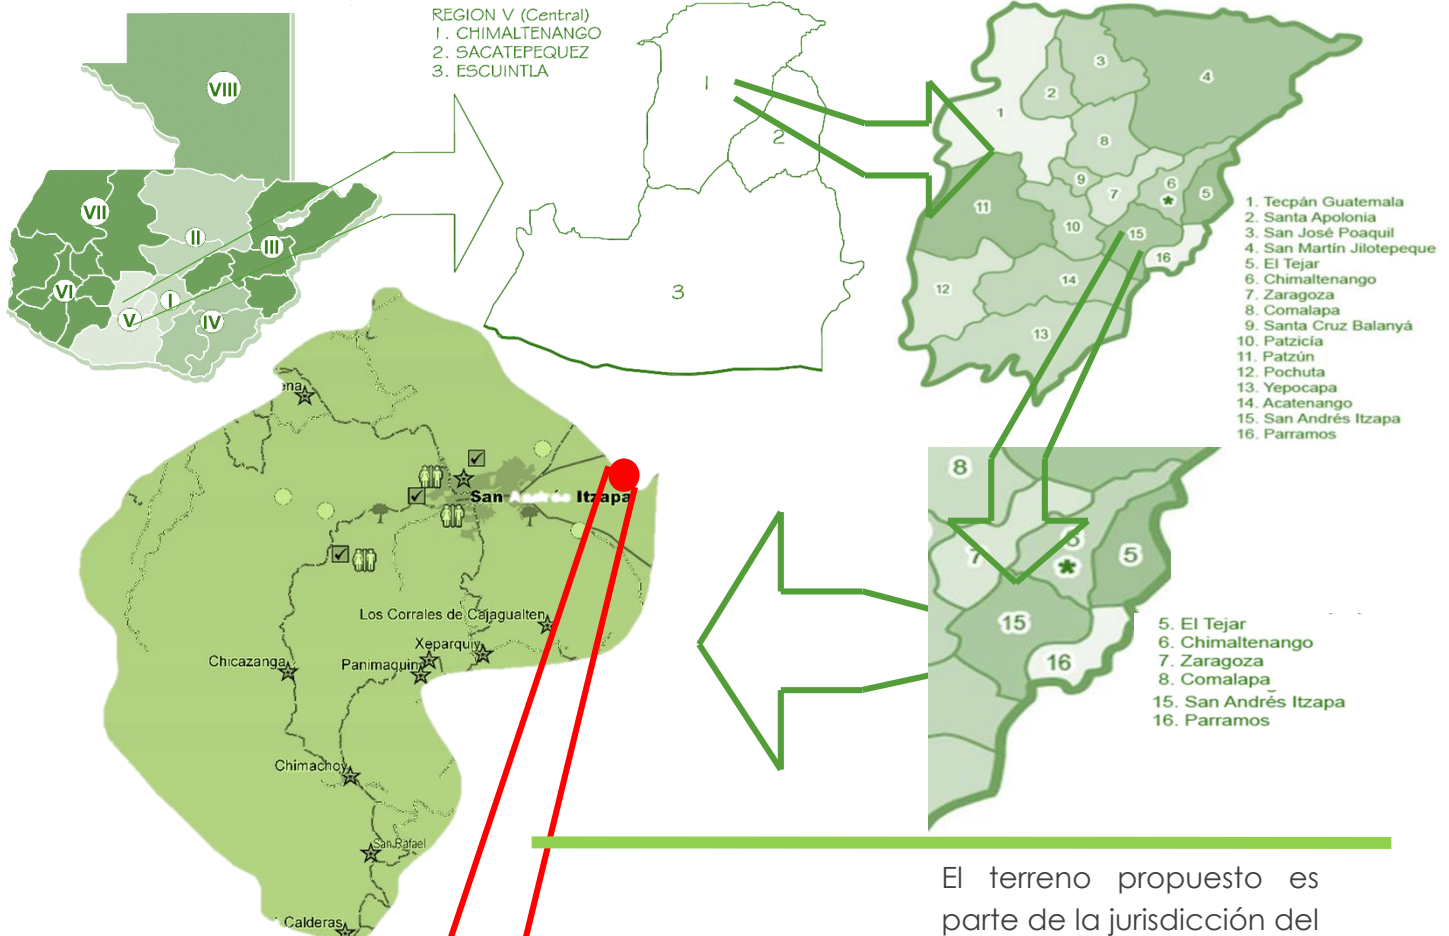 REGION V (Central)
1. CHIMALTENANGO
2. SACATEPEQUEZ
3. ESCUINTLA
VIII
VII
II
III
VI
I
V
IV
1
2
3
3
4
2
1
8
9
6
7
5
11
10
15
16
14
12
13
1. Tecpán Guatemala
2. Santa Apolonia
3. San José Poaquil
4. San Martín Jilotepeque
5. El Tejar
6. Chimaltenango
7. Zaragoza
8. Comalapa
9. Santa Cruz Balanyá
10. Patzicía
11. Patzún
12. Pochuta
13. Yepocapa
14. Acatenango
15. San Andrés Itzapa
16. Parramos
ena
San Andrés Itzapa
Los Corrales de Cajagualten
Xeparquiy
Panimaquin
Chicazanga
Chimachoy
San Rafael
Calderas
8
6
7
5
15
16
5. El Tejar
6. Chimaltenango
7. Zaragoza
8. Comalapa
15. San Andrés Itzapa
16. Parramos
El terreno propuesto es
parte de la jurisdicción del